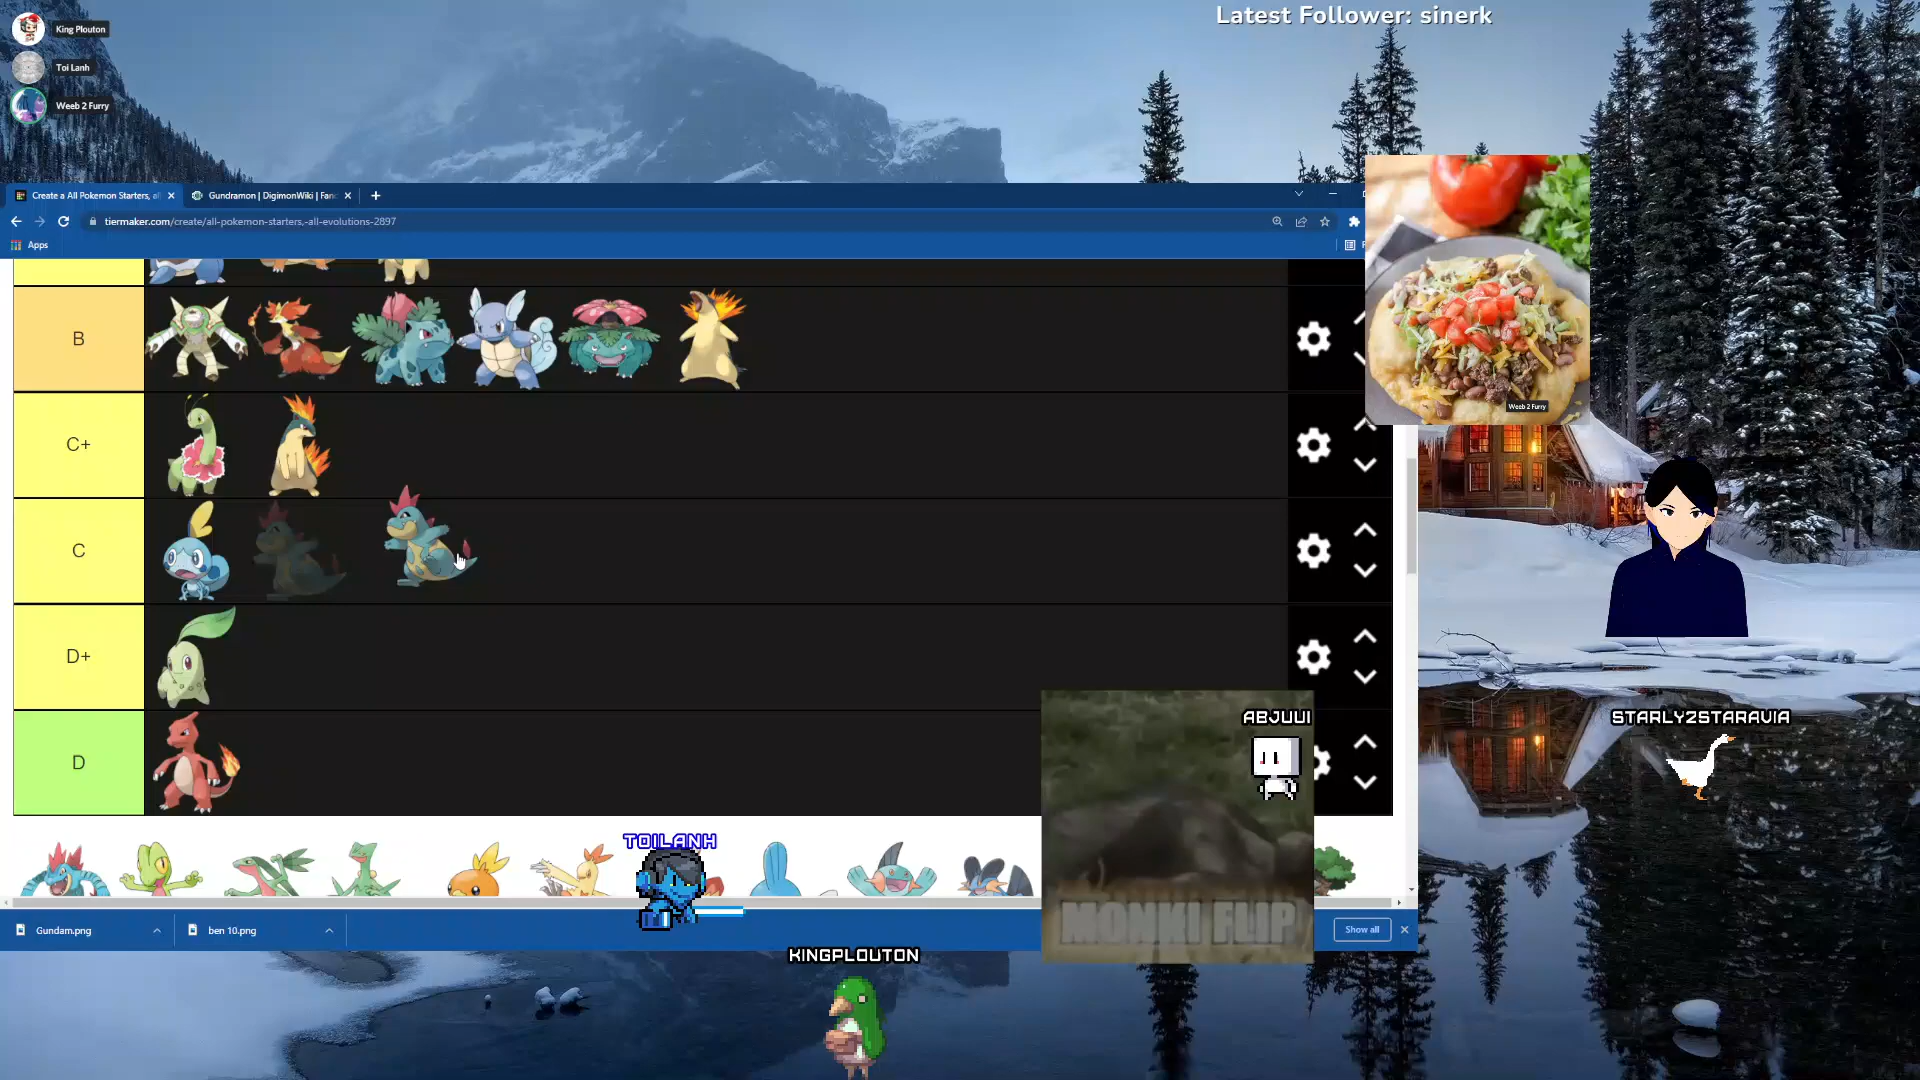 Latest Follower: sinerk
King Plouton
Toi Lanh
Weeb 2 Furry
Create a All Pokemon Starters, al
Gundramon | DigimonWiki | Fan
tiermaker.com/create/all-pokemon-starters,-all-evolutions-2897
Apps
B
C+
C
D+
D
Weeb 2 Furry
ABJUUI
STARLY2STARAVIA
TOILANH
MONKI FLIP
Gundam.png
ben 10.png
Show all
KINGPLOUTON